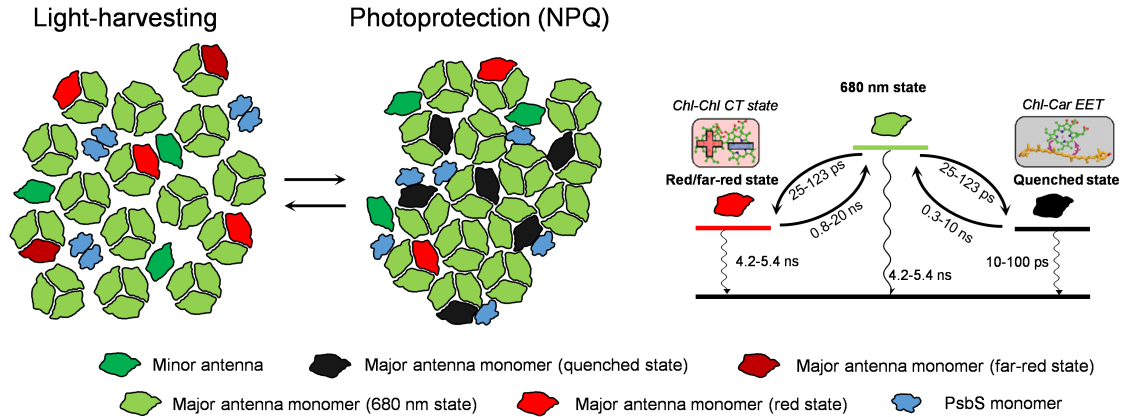 Light-harvesting
Photoprotection (NPQ)
680 nm state
Chl-Chl CT state
Chl-Car EET
Red/far-red state
25-123 ps
25-123 ps
Quenched state
0.8-20 ns
0.3-10 ns
4.2-5.4 ns
4.2-5.4 ns
10-100 ps
Minor antenna
Major antenna monomer (quenched state)
Major antenna monomer (far-red state)
Major antenna monomer (680 nm state)
Major antenna monomer (red state)
PsbS monomer